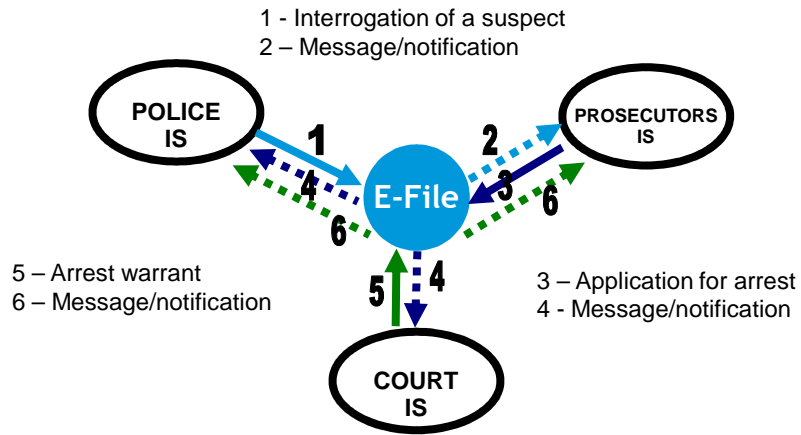 1 - Interrogation of a suspect
2 – Message/notification
POLICE
IS
PROSECUTORS
IS
1
2
4
3
6
6
E-File
5 – Arrest warrant
6 – Message/notification
5
4
3 – Application for arrest
4 - Message/notification
COURT
IS